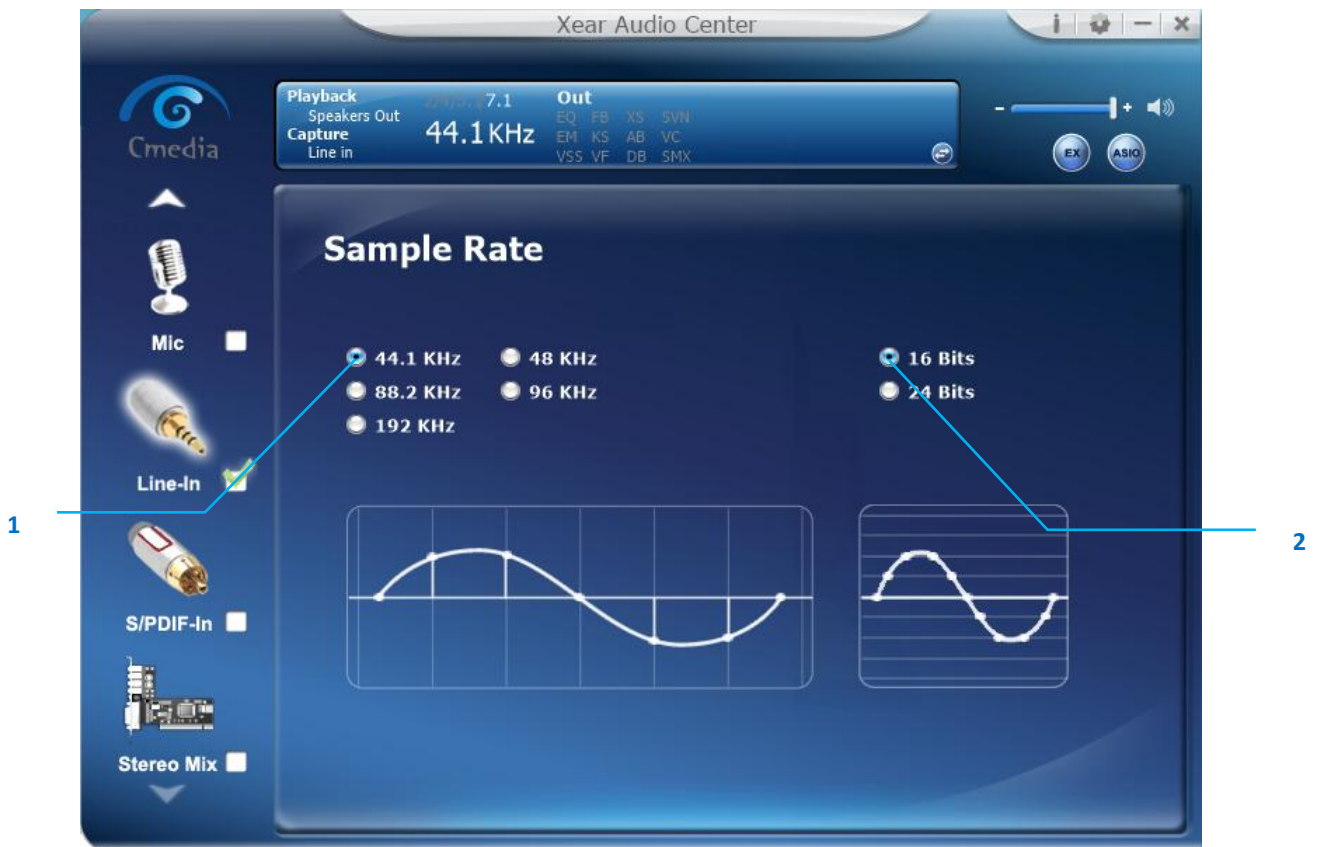 Xear Audio Center
i
Cmedia
Playback 7.1 Out
Speakers Out EQ FB XS SVN
Capture 44.1KHz EM KS AB VC
Line in VSS VF DB SMX
- +
EX ASIO
Sample Rate
Mic
44.1 KHz 48 KHz 16 Bits
88.2 KHz 96 KHz 24 Bits
192 KHz
Line-In
1
2
S/PDIF-In
Stereo Mix